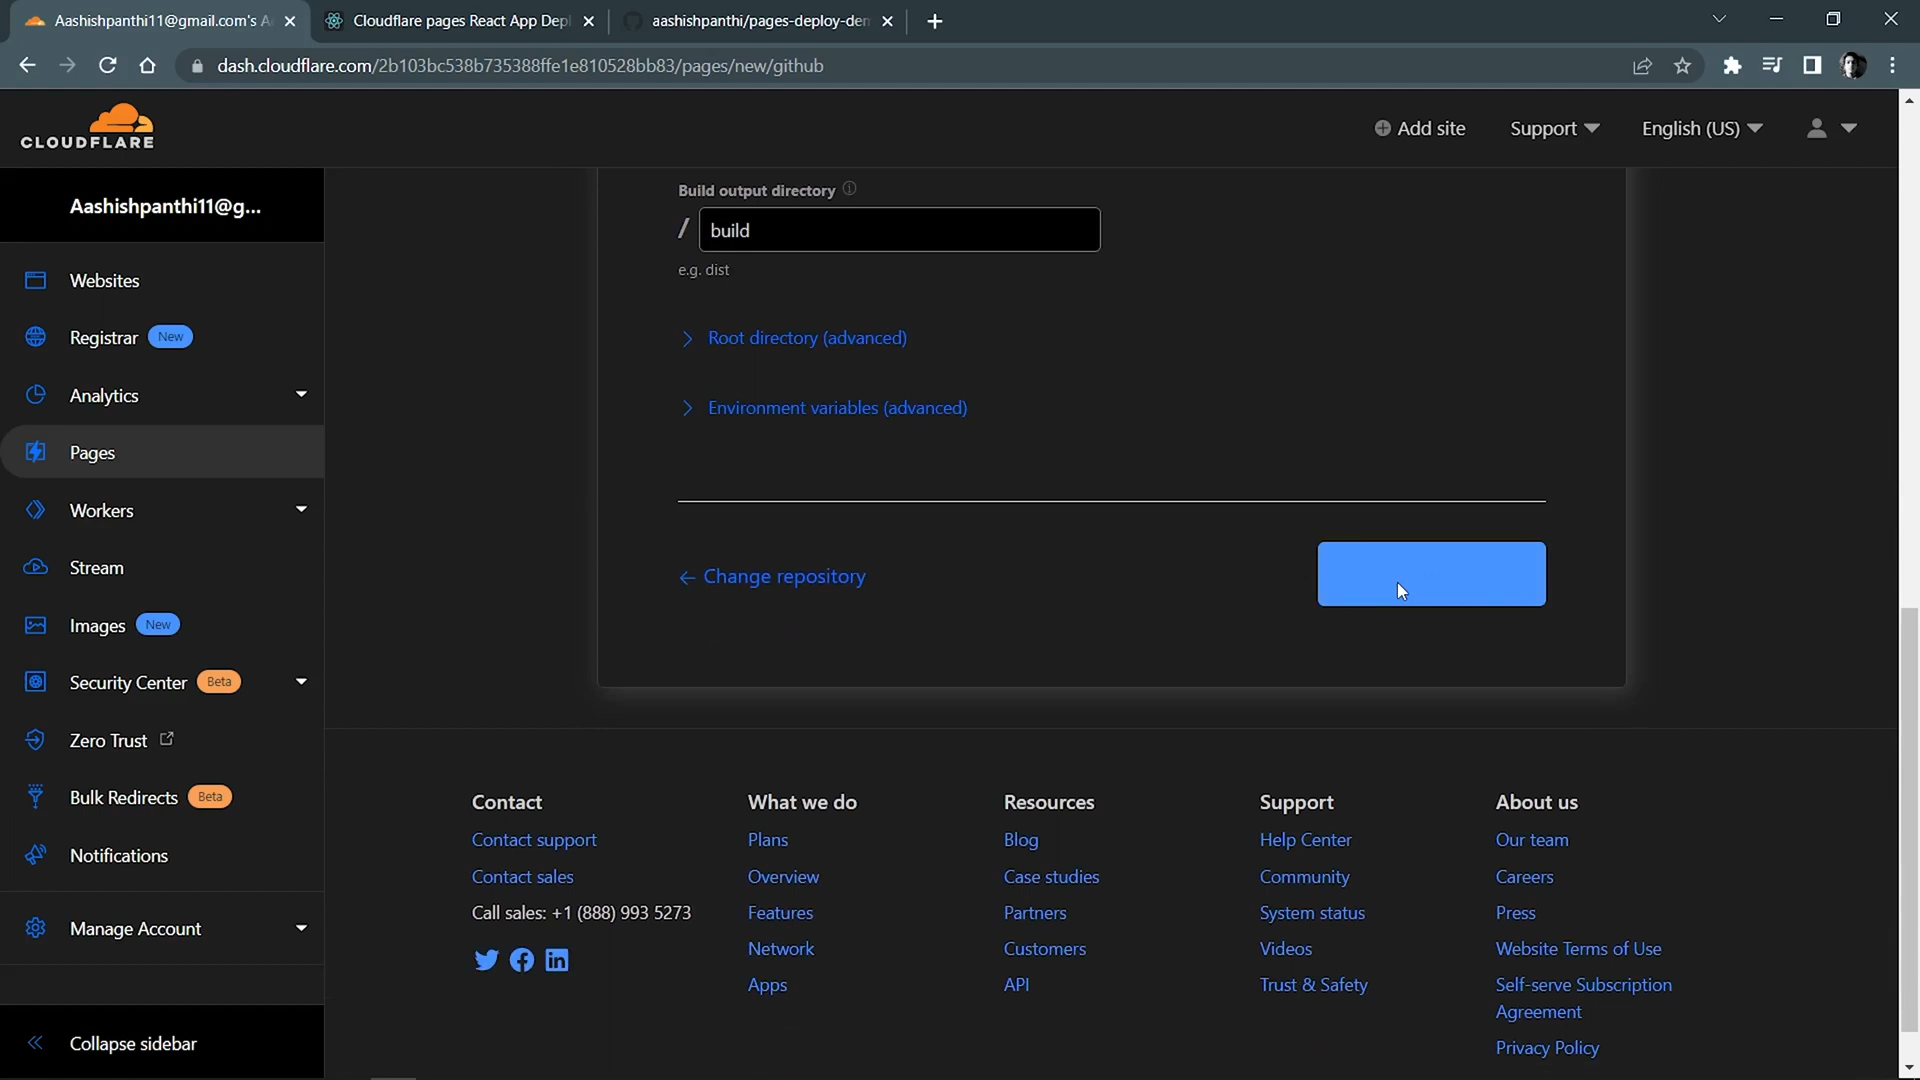 Aashishpanthi11@gmail.com's A
Cloudflare pages React App Depl
aashishpanthi/pages-deploy-dem
dash.cloudflare.com/2b103bc538b735388ffe1e810528bb83/pages/new/github
CLOUDFLARE
Add site
Support
English (US)
Aashishpanthi11@g...
Websites
Registrar New
Analytics
Pages
Workers
Stream
Images New
Security Center Beta
Zero Trust
Bulk Redirects Beta
Notifications
Manage Account
Collapse sidebar
Build output directory
/ build
e.g. dist
Root directory (advanced)
Environment variables (advanced)
← Change repository
Contact
Contact support
Contact sales
Call sales: +1 (888) 993 5273
What we do
Plans
Overview
Features
Network
Apps
Resources
Blog
Case studies
Partners
Customers
API
Support
Help Center
Community
System status
Videos
Trust & Safety
About us
Our team
Careers
Press
Website Terms of Use
Self-serve Subscription
Agreement
Privacy Policy